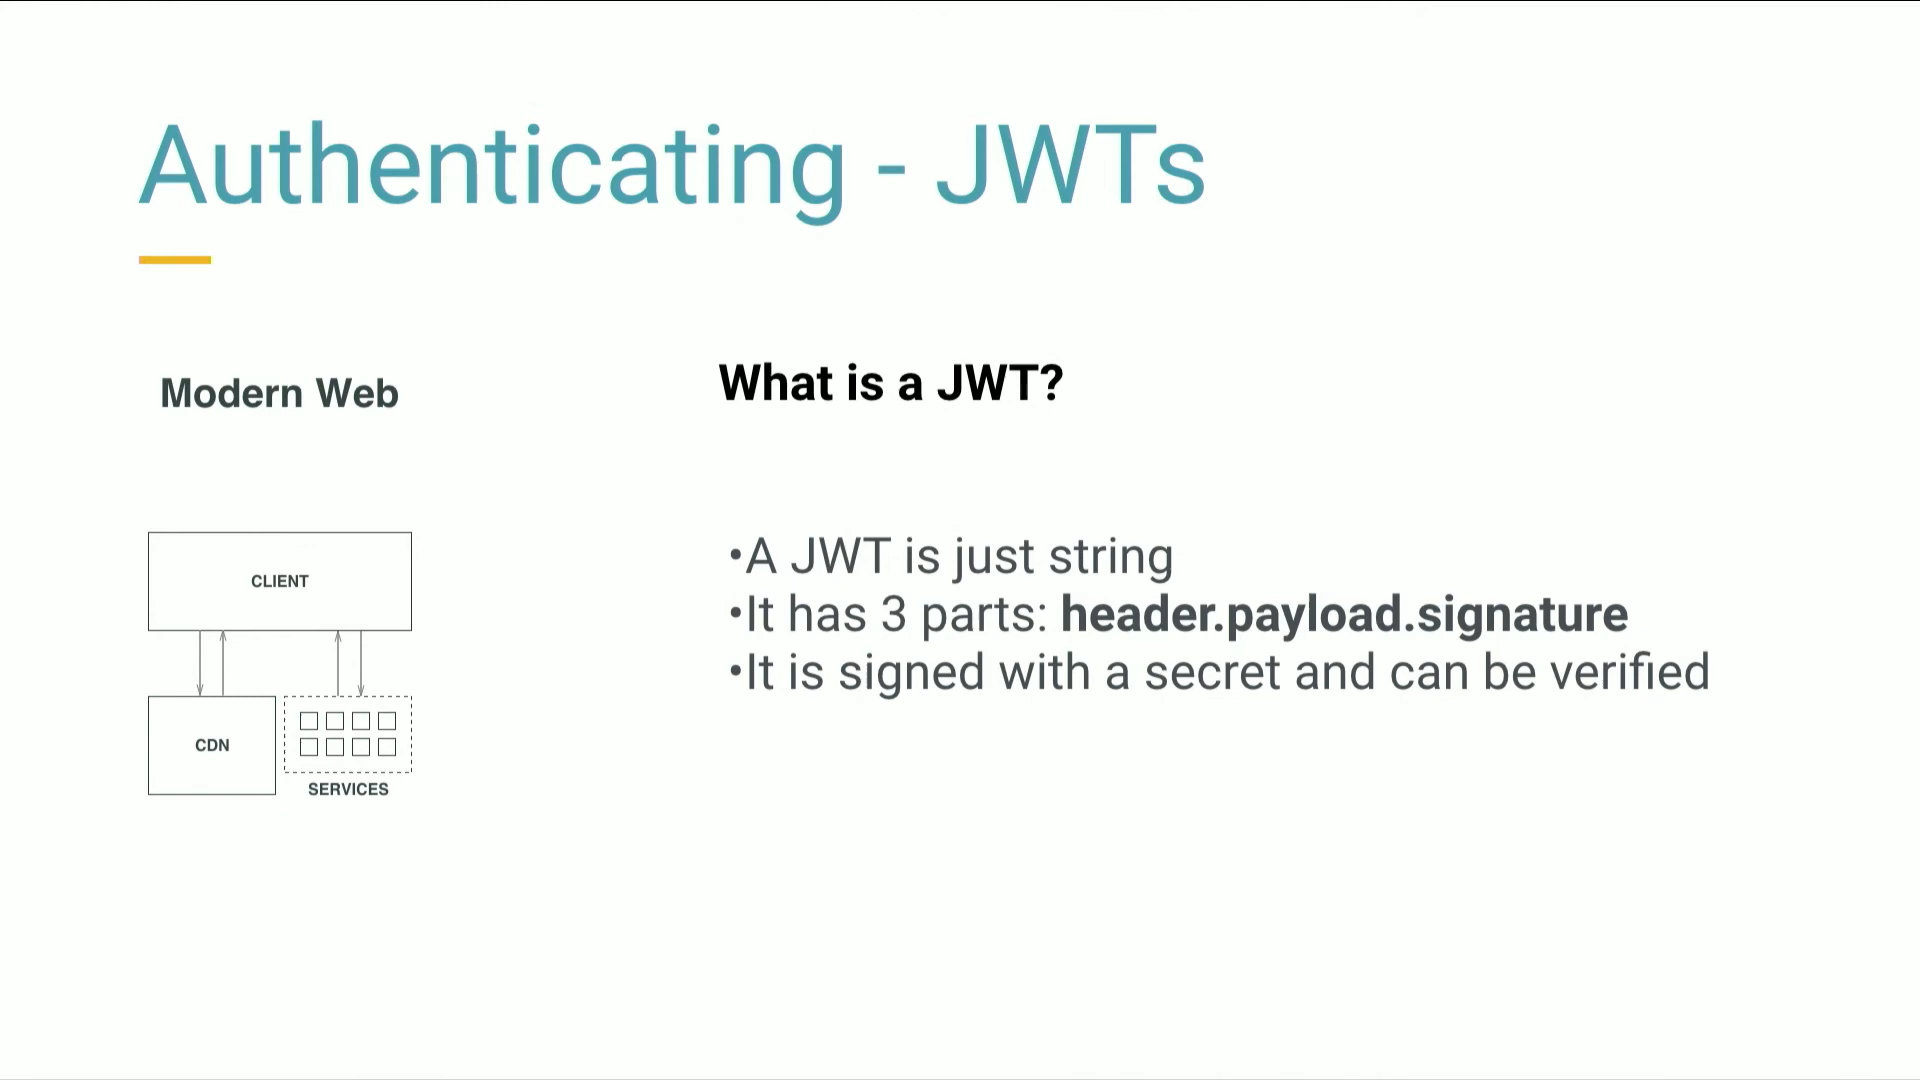 Authenticating - JWTs
Modern Web
CLIENT
CDN
SERVICES
What is a JWT?
•A JWT is just string
•It has 3 parts: header.payload.signature
•It is signed with a secret and can be verified